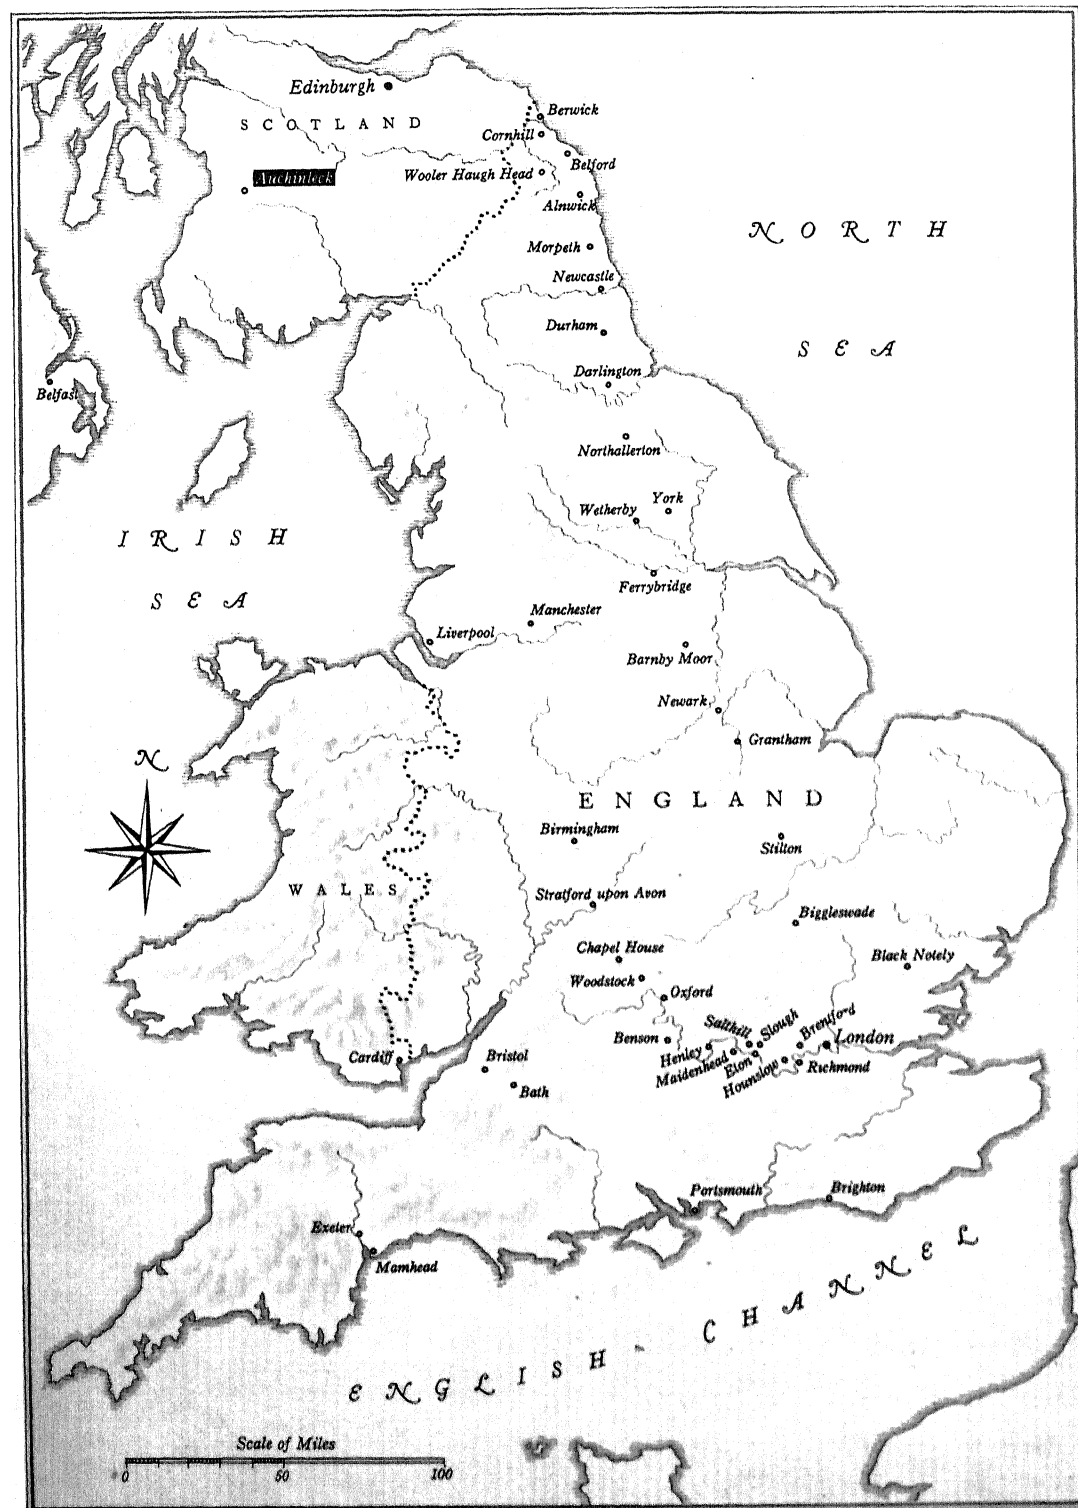 Edinburgh
Berwick
SCOTLAND
Cornhill
Belford
Wooler Haugh Head
Auchinleck
Alnwick
NORTH
Morpeth
Newcastle
Durham
SEA
Darlington
Belfast
Northallerton
York
Wetherby
IRISH
Ferrybridge
SEA
Manchester
Liverpool
Barnby Moor
Newark
Grantham
N
ENGLAND
Birmingham
Stilton
WALES
Stratford upon Avon
Biggleswade
Chapel House
Black Notely
Woodstock
Oxford
Salthill
Slough
Brentford
Benson
London
Henley
Maidenhead
Eton
Hounslow
Richmond
Cardiff
Bristol
Bath
Portsmouth
Brighton
Exeter
Mamhead
ENGLISH CHANNEL
Scale of Miles
0 50 100